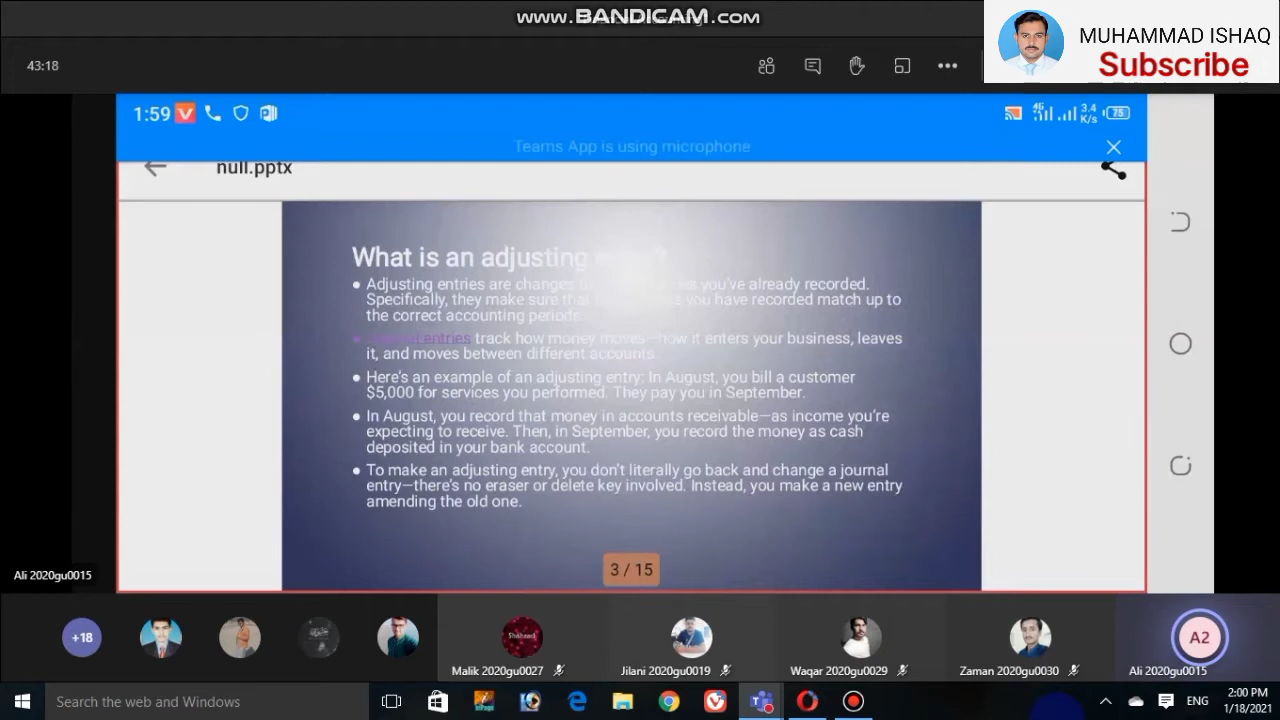 www.BANDICAM.com
MUHAMMAD ISHAQ
Subscribe
43:18
1:59
4G
3.4
K/s
75
Teams App is using microphone
null.pptx
What is an adjusting
Adjusting entries are changes you've already recorded.
Specifically, they make sure that you have recorded match up to
the correct accounting periods.
entries track how money moves—how it enters your business, leaves
it, and moves between different accounts.
Here's an example of an adjusting entry: In August, you bill a customer
$5,000 for services you performed. They pay you in September.
In August, you record that money in accounts receivable—as income you're
expecting to receive. Then, in September, you record the money as cash
deposited in your bank account.
To make an adjusting entry, you don't literally go back and change a journal
entry—there's no eraser or delete key involved. Instead, you make a new entry
amending the old one.
3 / 15
Ali 2020gu0015
+18
Shahzad
A2
Malik 2020gu0027
Jilani 2020gu0019
Waqar 2020gu0029
Zaman 2020gu0030
Ali 2020gu0015
Search the web and Windows
ENG
2:00 PM
1/18/2021